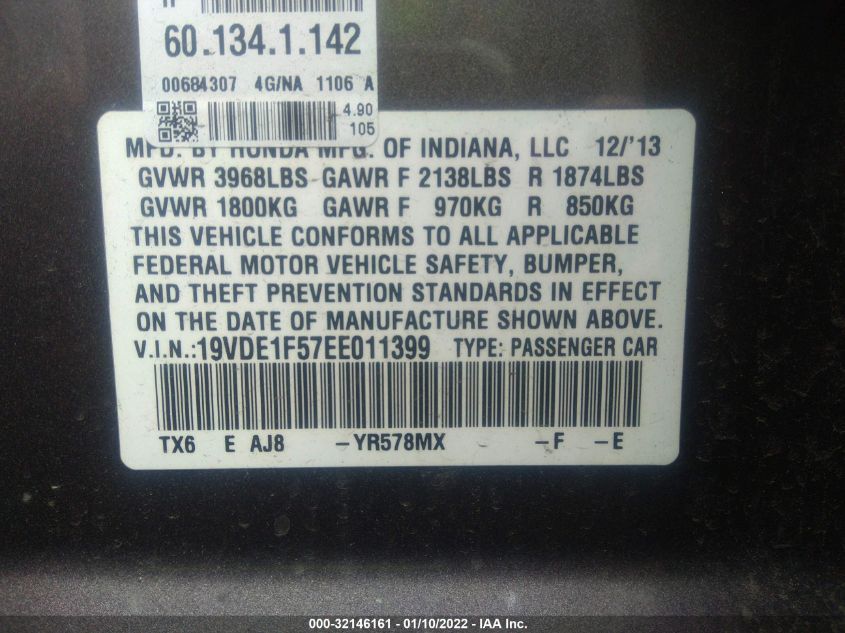 60.134.1.142
00684307 4G/NA 1106 A
4.90
105
MFD. BY HONDA MFG. OF INDIANA, LLC 12/'13
GVWR 3968LBS GAWR F 2138LBS R 1874LBS
GVWR 1800KG GAWR F 970KG R 850KG
THIS VEHICLE CONFORMS TO ALL APPLICABLE
FEDERAL MOTOR VEHICLE SAFETY, BUMPER,
AND THEFT PREVENTION STANDARDS IN EFFECT
ON THE DATE OF MANUFACTURE SHOWN ABOVE.
V.I.N.:19VDE1F57EE011399 TYPE: PASSENGER CAR
TX6 E AJ8 -YR578MX -F -E
000-32146161 - 01/10/2022 - IAA Inc.